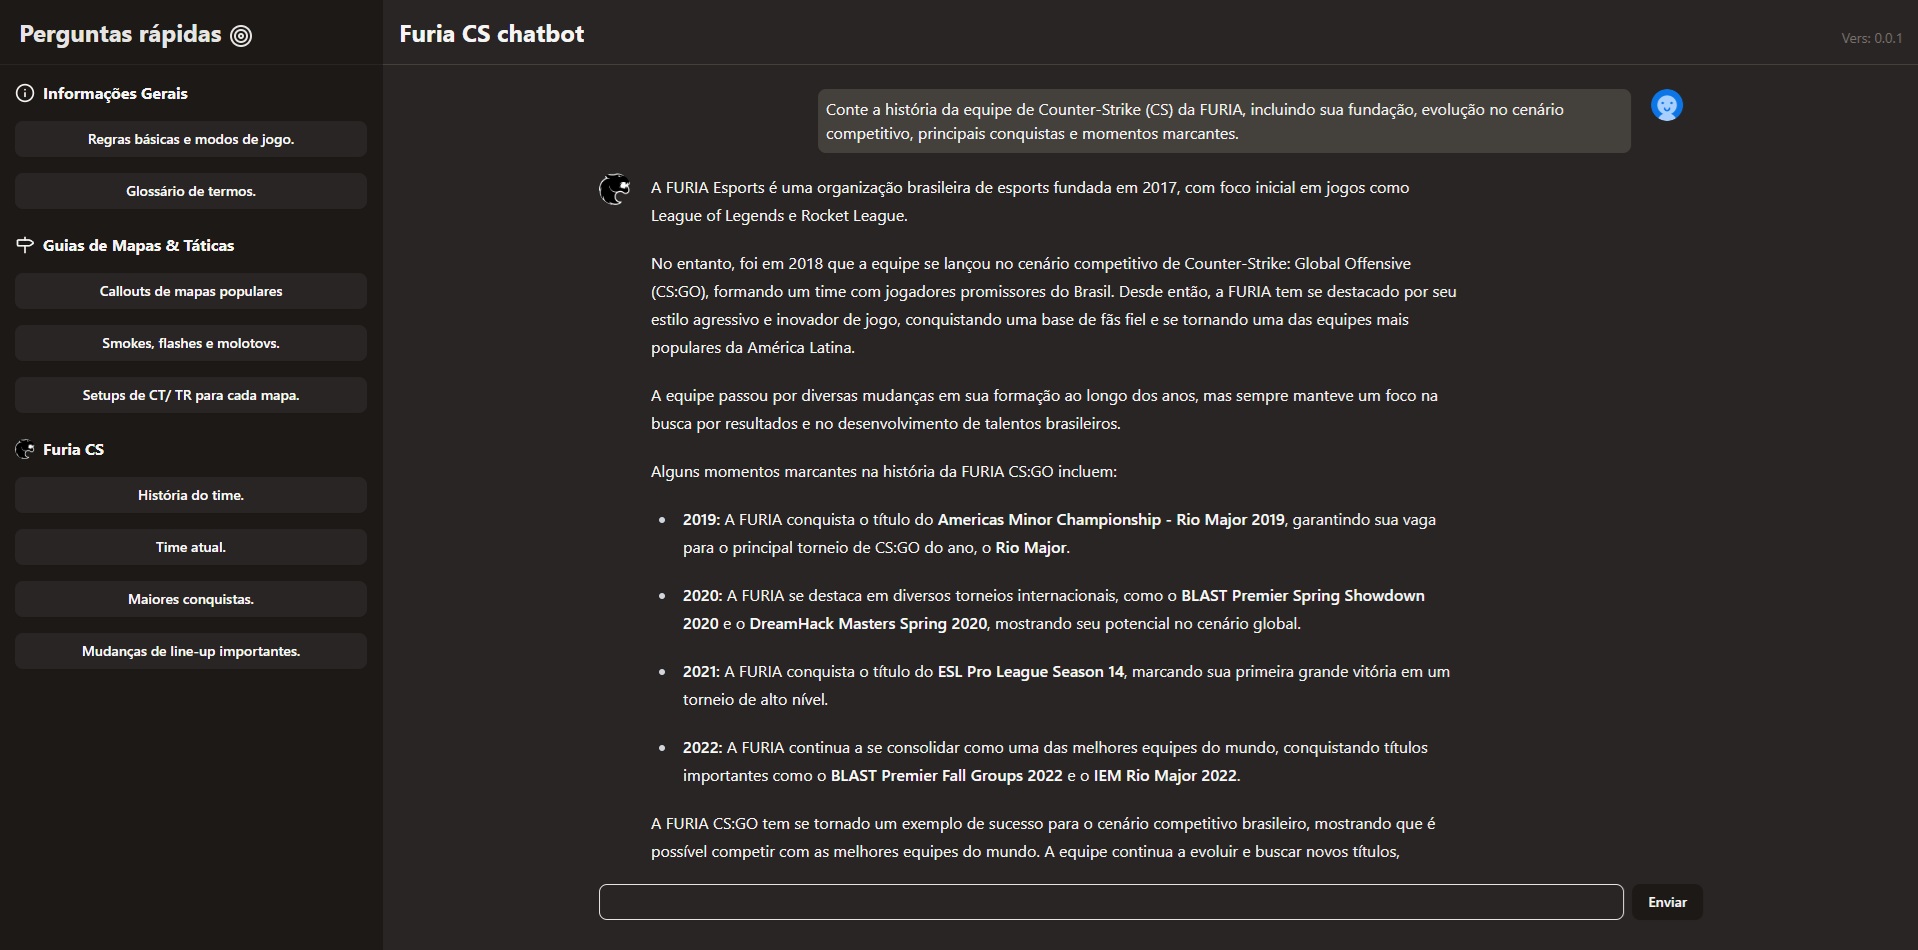 Perguntas rápidas
Informações Gerais
Regras básicas e modos de jogo.
Glossário de termos.
Guias de Mapas & Táticas
Callouts de mapas populares
Smokes, flashes e molotovs.
Setups de CT/ TR para cada mapa.
Furia CS
História do time.
Time atual.
Maiores conquistas.
Mudanças de line-up importantes.
Furia CS chatbot
Vers: 0.0.1
Conte a história da equipe de Counter-Strike (CS) da FURIA, incluindo sua fundação, evolução no cenário
competitivo, principais conquistas e momentos marcantes.
A FURIA Esports é uma organização brasileira de esports fundada em 2017, com foco inicial em jogos como
League of Legends e Rocket League.
No entanto, foi em 2018 que a equipe se lançou no cenário competitivo de Counter-Strike: Global Offensive
(CS:GO), formando um time com jogadores promissores do Brasil. Desde então, a FURIA tem se destacado por seu
estilo agressivo e inovador de jogo, conquistando uma base de fãs fiel e se tornando uma das equipes mais
populares da América Latina.
A equipe passou por diversas mudanças em sua formação ao longo dos anos, mas sempre manteve um foco na
busca por resultados e no desenvolvimento de talentos brasileiros.
Alguns momentos marcantes na história da FURIA CS:GO incluem:
• 2019: A FURIA conquista o título do Americas Minor Championship - Rio Major 2019, garantindo sua vaga
para o principal torneio de CS:GO do ano, o Rio Major.
• 2020: A FURIA se destaca em diversos torneios internacionais, como o BLAST Premier Spring Showdown
2020 e o DreamHack Masters Spring 2020, mostrando seu potencial no cenário global.
• 2021: A FURIA conquista o título do ESL Pro League Season 14, marcando sua primeira grande vitória em um
torneio de alto nível.
• 2022: A FURIA continua a se consolidar como uma das melhores equipes do mundo, conquistando títulos
importantes como o BLAST Premier Fall Groups 2022 e o IEM Rio Major 2022.
A FURIA CS:GO tem se tornado um exemplo de sucesso para o cenário competitivo brasileiro, mostrando que é
possível competir com as melhores equipes do mundo. A equipe continua a evoluir e buscar novos títulos,
Enviar